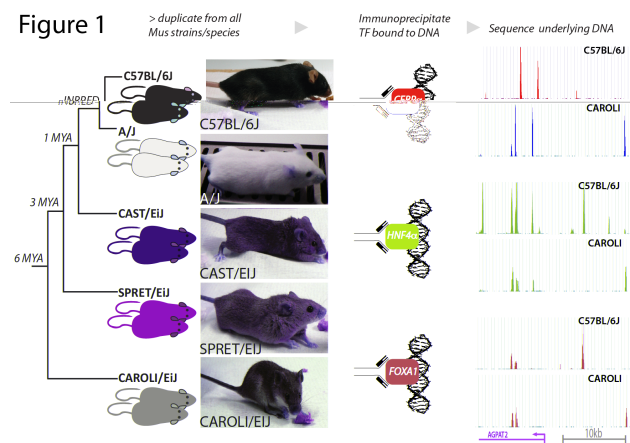 Figure 1
> duplicate from all
Mus strains/species
Immunoprecipitate
TF bound to DNA
Sequence underlying DNA
C57BL/6J
INBRED
A/J
1 MYA
3 MYA
6 MYA
CAST/EiJ
SPRET/EiJ
CAROLI/EiJ
C57BL/6J
A/J
CAST/EIJ
SPRET/EIJ
CAROLI/EIJ
HNF4α
FOXA1
C57BL/6J
CAROLI
C57BL/6J
CAROLI
C57BL/6J
CAROLI
AGPAT2
10kb